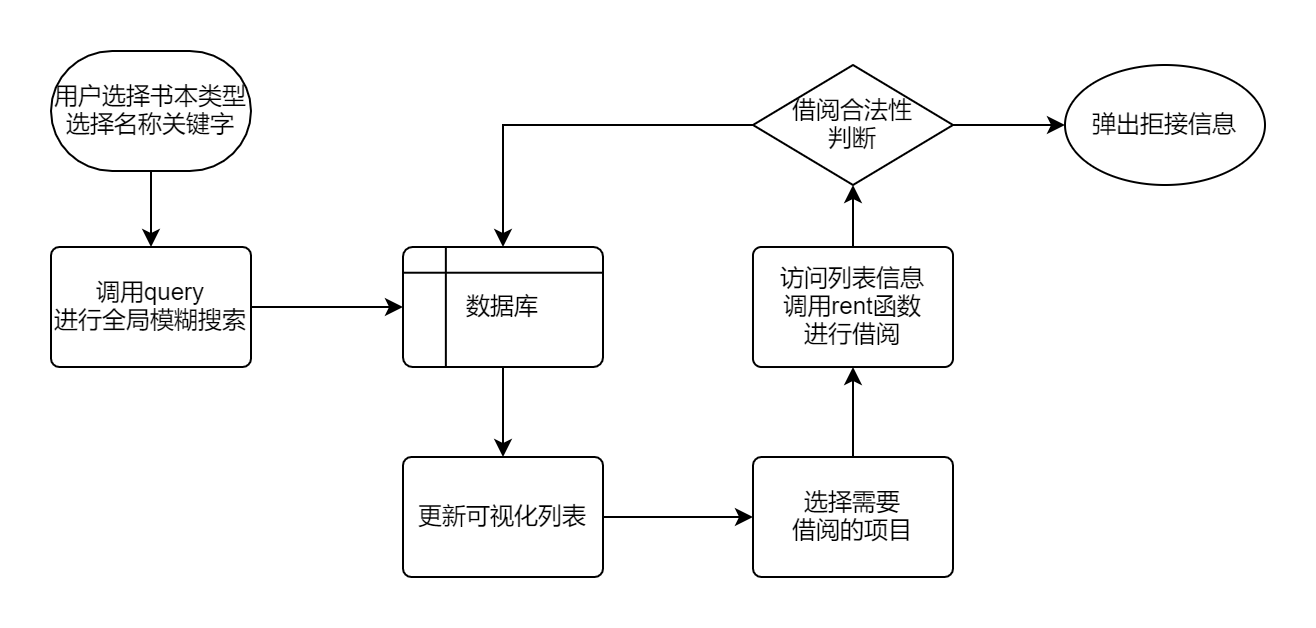 用户选择书本类型
选择名称关键字
调用query
进行全局模糊搜索
数据库
更新可视化列表
选择需要
借阅的项目
访问列表信息
调用rent函数
进行借阅
借阅合法性
判断
弹出拒接信息